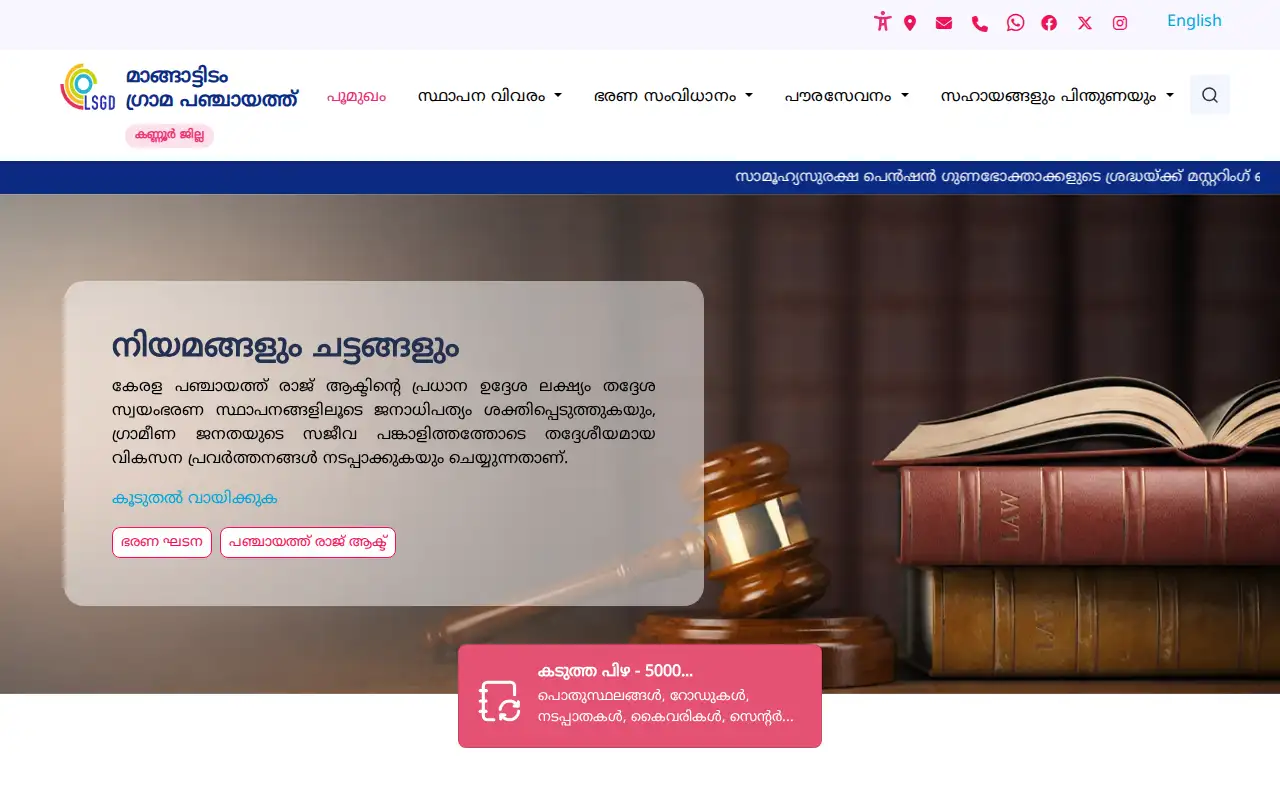 English
മാങ്ങാട്ടിടം
ഗ്രാമ പഞ്ചായത്ത്
LSGD
കണ്ണൂർ ജില്ല
പൂമുഖം
സ്ഥാപന വിവരം
ഭരണ സംവിധാനം
പൗരസേവനം
സഹായങ്ങളും പിന്തുണയും
സാമൂഹ്യസുരക്ഷ പെൻഷൻ ഗുണഭോക്താക്കളുടെ ശ്രദ്ധയ്ക്ക് മസ്റ്ററിംഗ്
നിയമങ്ങളും ചട്ടങ്ങളും
കേരള പഞ്ചായത്ത് രാജ് ആക്ടിന്റെ പ്രധാന ഉദ്ദേശ ലക്ഷ്യം തദ്ദേശ
സ്വയംഭരണ സ്ഥാപനങ്ങളിലൂടെ ജനാധിപത്യം ശക്തിപ്പെടുത്തുകയും,
ഗ്രാമീണ ജനതയുടെ സജീവ പങ്കാളിത്തത്തോടെ തദ്ദേശീയമായ
വികസന പ്രവർത്തനങ്ങൾ നടപ്പാക്കുകയും ചെയ്യുന്നതാണ്.
കൂടുതൽ വായിക്കുക
ഭരണ ഘടന
പഞ്ചായത്ത് രാജ് ആക്ട്
LAW
LAW
കടുത്ത പിഴ - 5000...
പൊതുസ്ഥലങ്ങൾ, റോഡുകൾ,
നടപ്പാതകൾ, കൈവരികൾ, സെന്റർ...